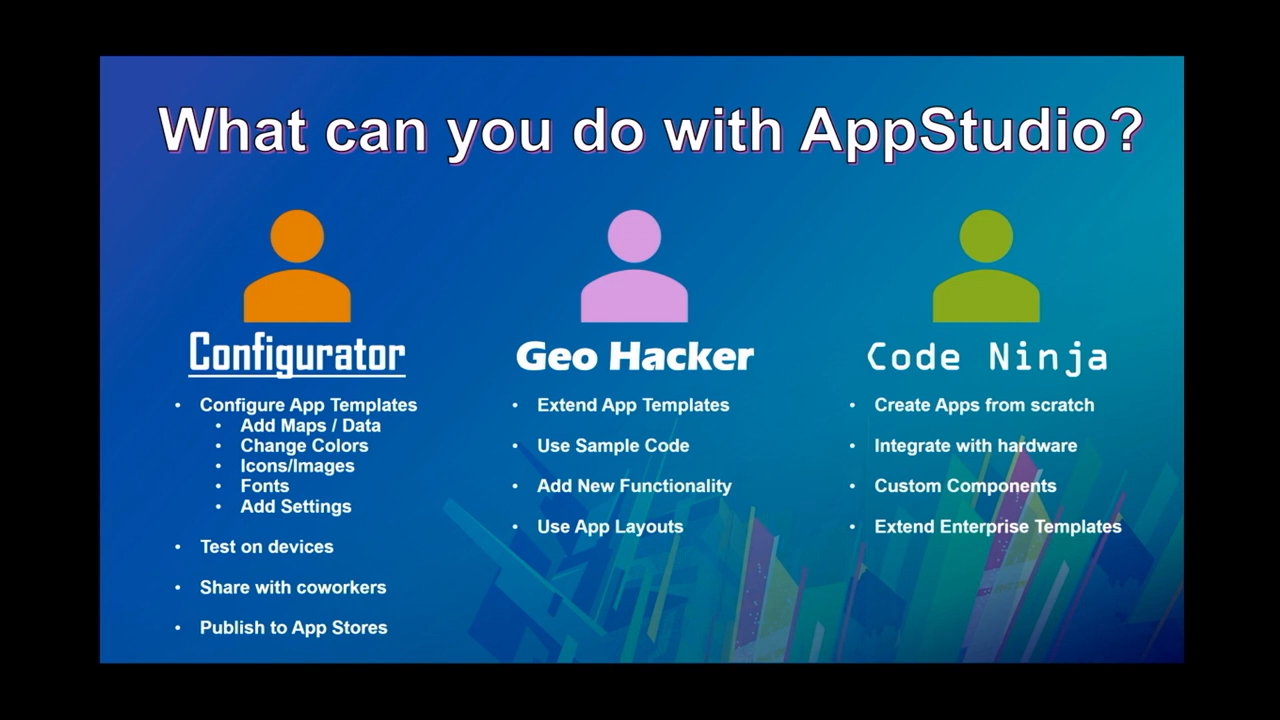 What can you do with AppStudio?
Configurator
• Configure App Templates
• Add Maps / Data
• Change Colors
• Icons/Images
• Fonts
• Add Settings
• Test on devices
• Share with coworkers
• Publish to App Stores
Geo Hacker
• Extend App Templates
• Use Sample Code
• Add New Functionality
• Use App Layouts
Code Ninja
• Create Apps from scratch
• Integrate with hardware
• Custom Components
• Extend Enterprise Templates